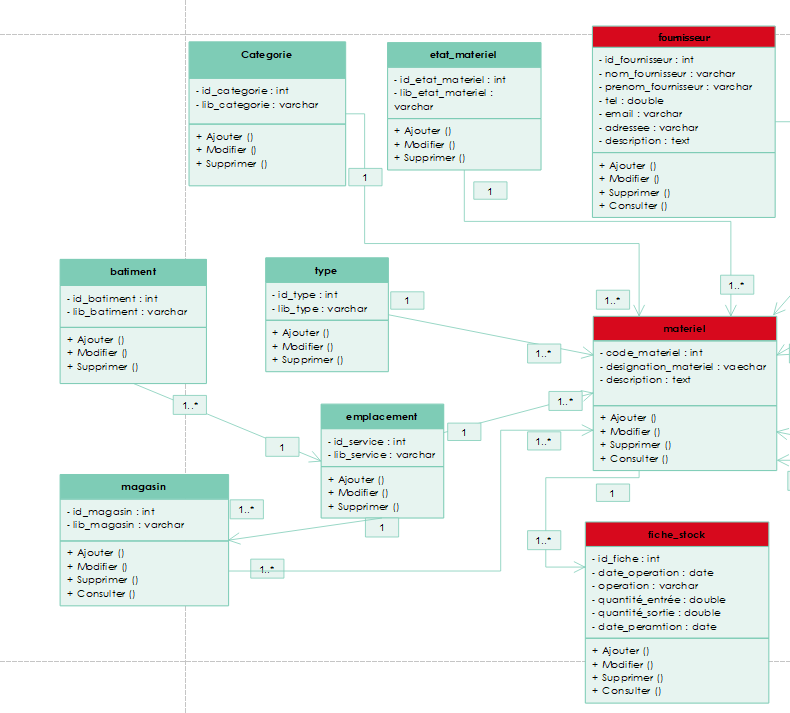 Categorie
- id_categorie : int
- lib_categorie : varchar
+ Ajouter ()
+ Modifier ()
+ Supprimer ()
etat_materiel
- id_etat_materiel : int
- lib_etat_materiel :
varchar
+ Ajouter ()
+ Modifier ()
+ Supprimer ()
fournisseur
- id_fournisseur : int
- nom_fournisseur : varchar
- prenom_fournisseur : varchar
- tel : double
- email : varchar
- adressee : varchar
- description : text
+ Ajouter ()
+ Modifier ()
+ Supprimer ()
+ Consulter ()
1
1
batiment
- id_batiment : int
- lib_batiment : varchar
+ Ajouter ()
+ Modifier ()
+ Supprimer ()
type
- id_type : int
- lib_type : varchar
+ Ajouter ()
+ Modifier ()
+ Supprimer ()
1
1..*
1..*
materiel
- code_materiel : int
- designation_materiel : vaechar
- description : text
+ Ajouter ()
+ Modifier ()
+ Supprimer ()
+ Consulter ()
1..*
1..*
1..*
1
emplacement
- id_service : int
- lib_service : varchar
+ Ajouter ()
+ Modifier ()
+ Supprimer ()
1
1..*
magasin
- id_magasin : int
- lib_magasin : varchar
+ Ajouter ()
+ Modifier ()
+ Supprimer ()
+ Consulter ()
1..*
1
1..*
1
1..*
fiche_stock
- id_fiche : int
- date_operation : date
- operation : varchar
- quantité_entrée : double
- quantité_sortie : double
- date_peramtion : date
+ Ajouter ()
+ Modifier ()
+ Supprimer ()
+ Consulter ()